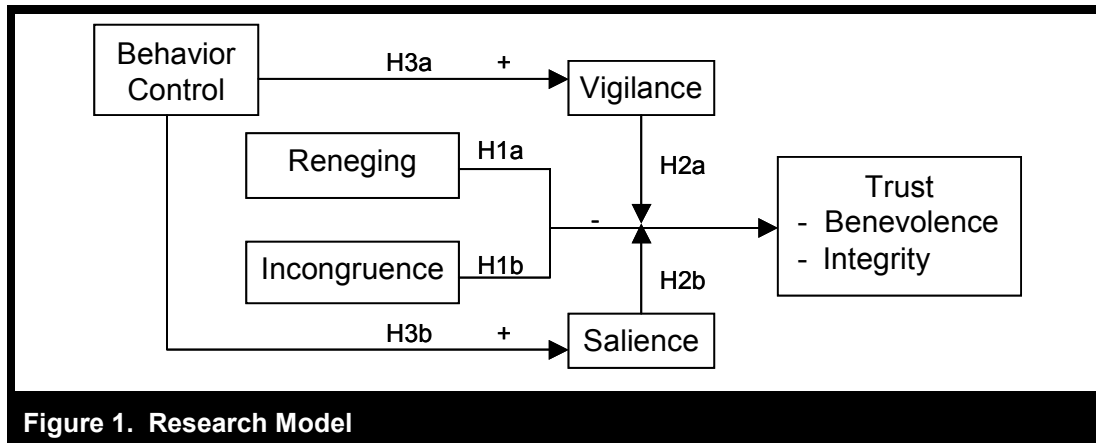 Behavior
Control
H3a +
Vigilance
Reneging
H1a
H2a
Trust
- Benevolence
- Integrity
-
Incongruence
H1b
H2b
H3b +
Salience
Figure 1. Research Model